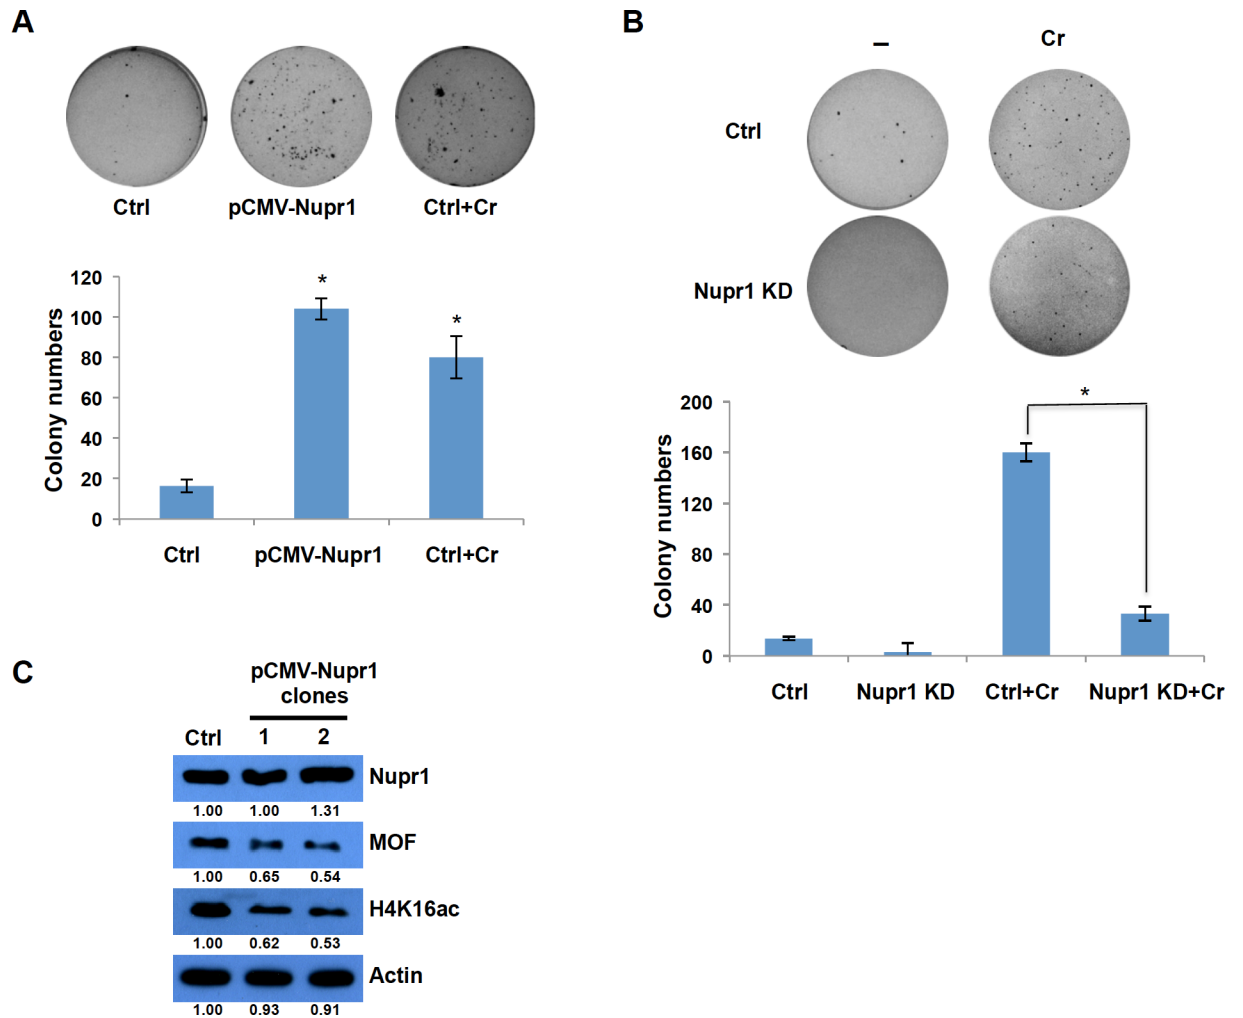 A
Ctrl
pCMV-Nupr1
Ctrl+Cr
120
100
80
60
40
20
0
Colony numbers
*
*
Ctrl
pCMV-Nupr1
Ctrl+Cr
B
–
Cr
Ctrl
Nupr1 KD
200
160
120
80
40
0
Colony numbers
*
Ctrl
Nupr1 KD
Ctrl+Cr
Nupr1 KD+Cr
C
pCMV-Nupr1
clones
Ctrl 1 2
Nupr1
1.00 1.00 1.31
MOF
1.00 0.65 0.54
H4K16ac
1.00 0.62 0.53
Actin
1.00 0.93 0.91